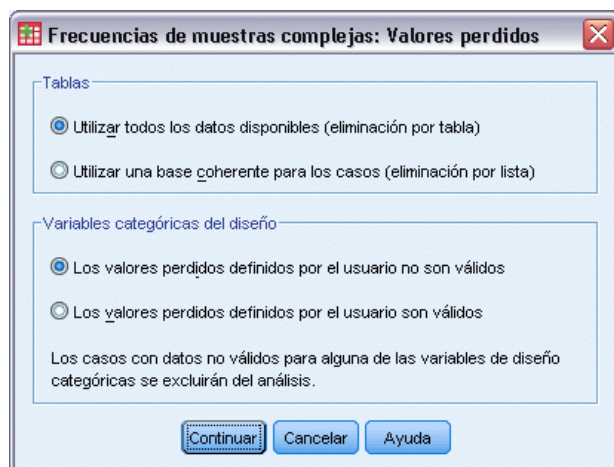 Frecuencias de muestras complejas: Valores perdidos
Tablas
Utilizar todos los datos disponibles (eliminación por tabla)
Utilizar una base coherente para los casos (eliminación por lista)
Variables categóricas del diseño
Los valores perdidos definidos por el usuario no son válidos
Los valores perdidos definidos por el usuario son válidos
Los casos con datos no válidos para alguna de las variables de diseño
categóricas se excluirán del análisis.
Continuar Cancelar Ayuda